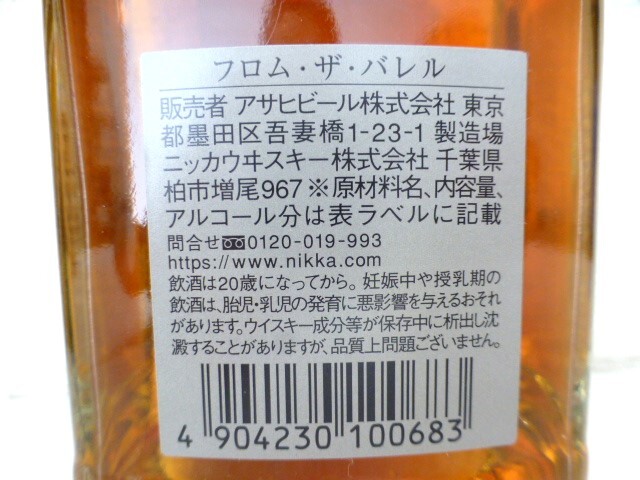 フロム・ザ・バレル
販売者 アサヒビール株式会社 東京
都墨田区吾妻橋1-23-1 製造場
ニッカウヰスキー株式会社 千葉県
柏市増尾967 ※原材料名、内容量、
アルコール分は表ラベルに記載
問合せ 0120-019-993
https://www.nikka.com
飲酒は20歳になってから。妊娠中や授乳期の
飲酒は、胎児・乳児の発育に悪影響を与えるおそれ
があります。ウイスキー成分等が保存中に析出し沈
澱することがありますが、品質上問題ございません。
4 904230 100683